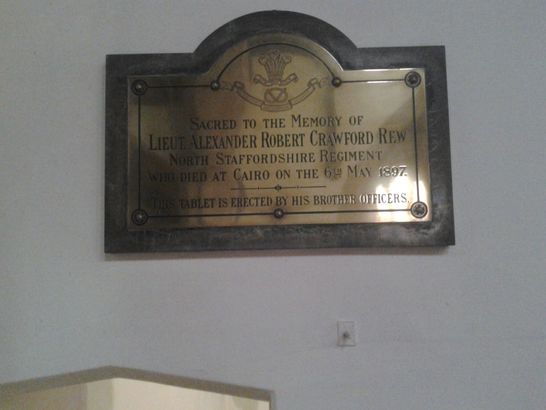 Sacred to the Memory of
Lieut. Alexander Robert Crawford Rew
North Staffordshire Regiment
who died at Cairo on the 6th May 1897.
This tablet is erected by his brother officers.